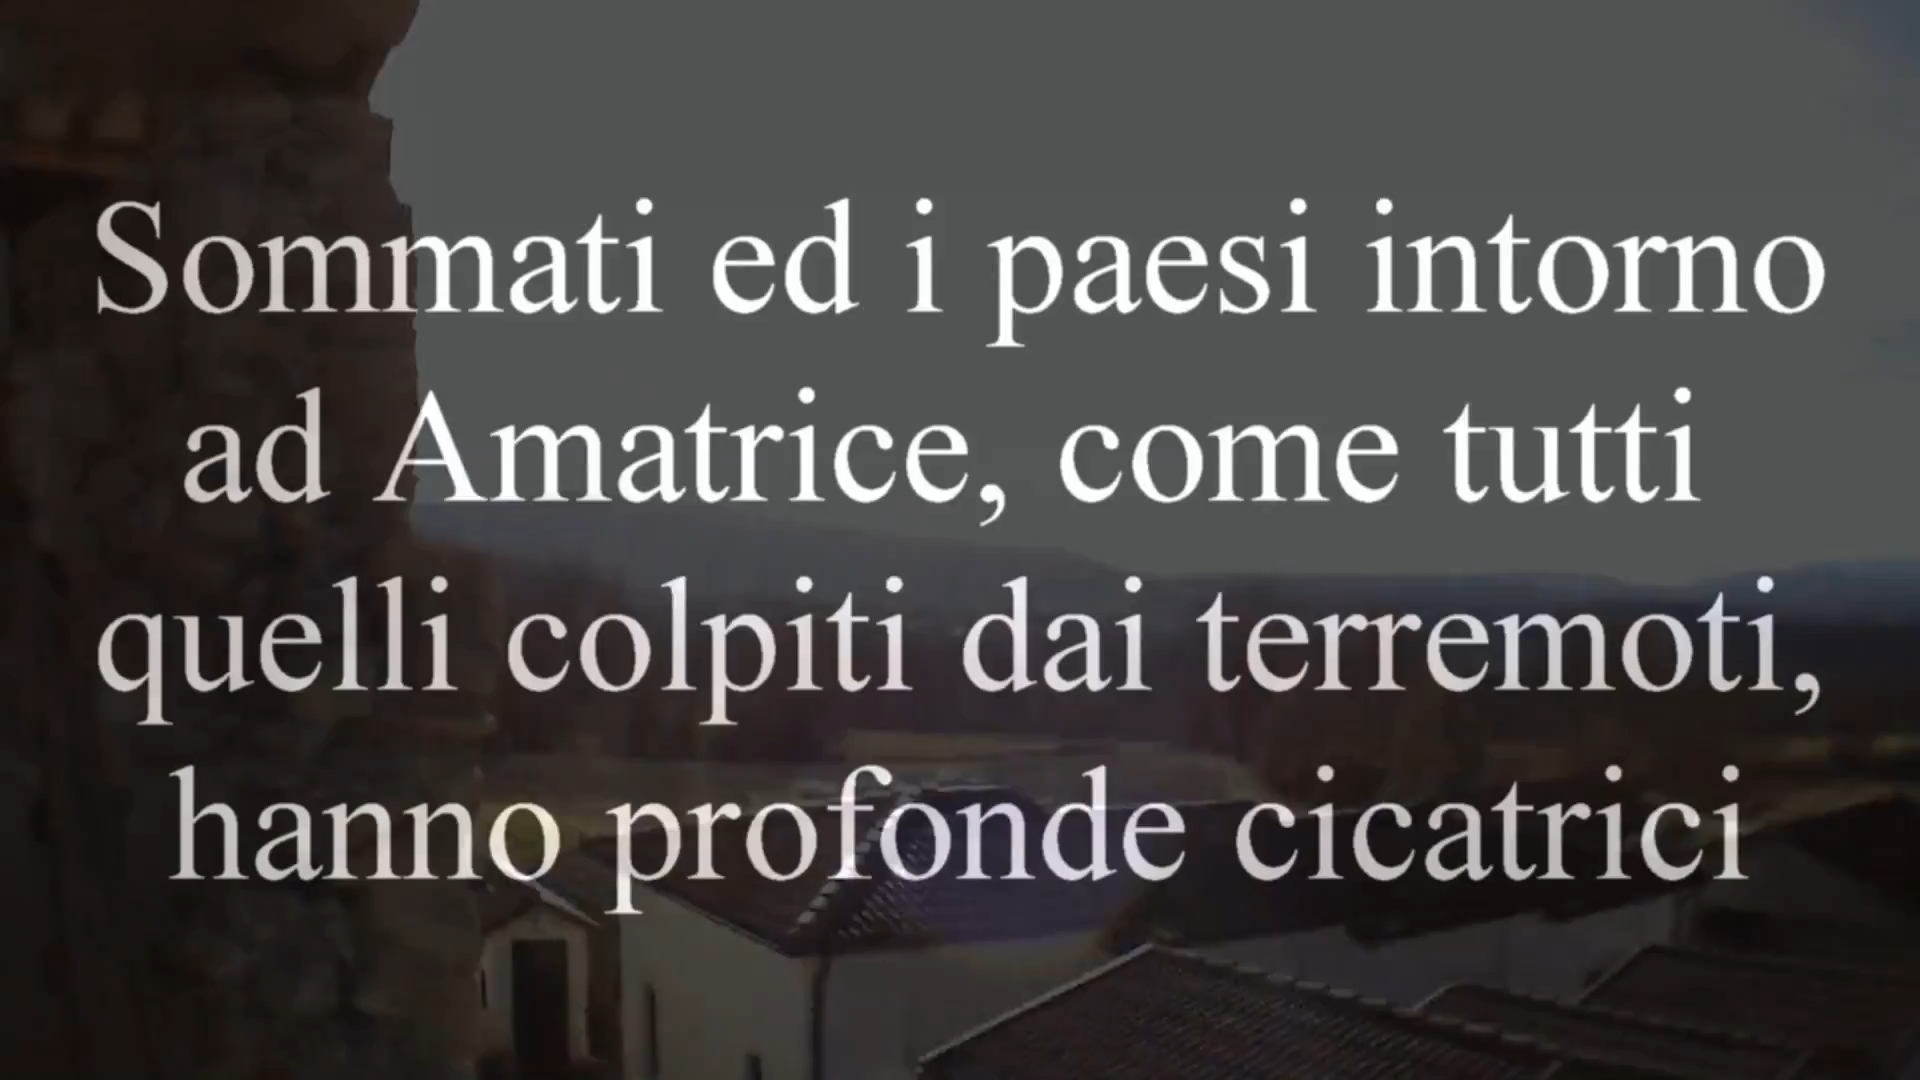 Sommati ed i paesi intorno
ad Amatrice, come tutti
quelli colpiti dai terremoti,
hanno profonde cicatrici